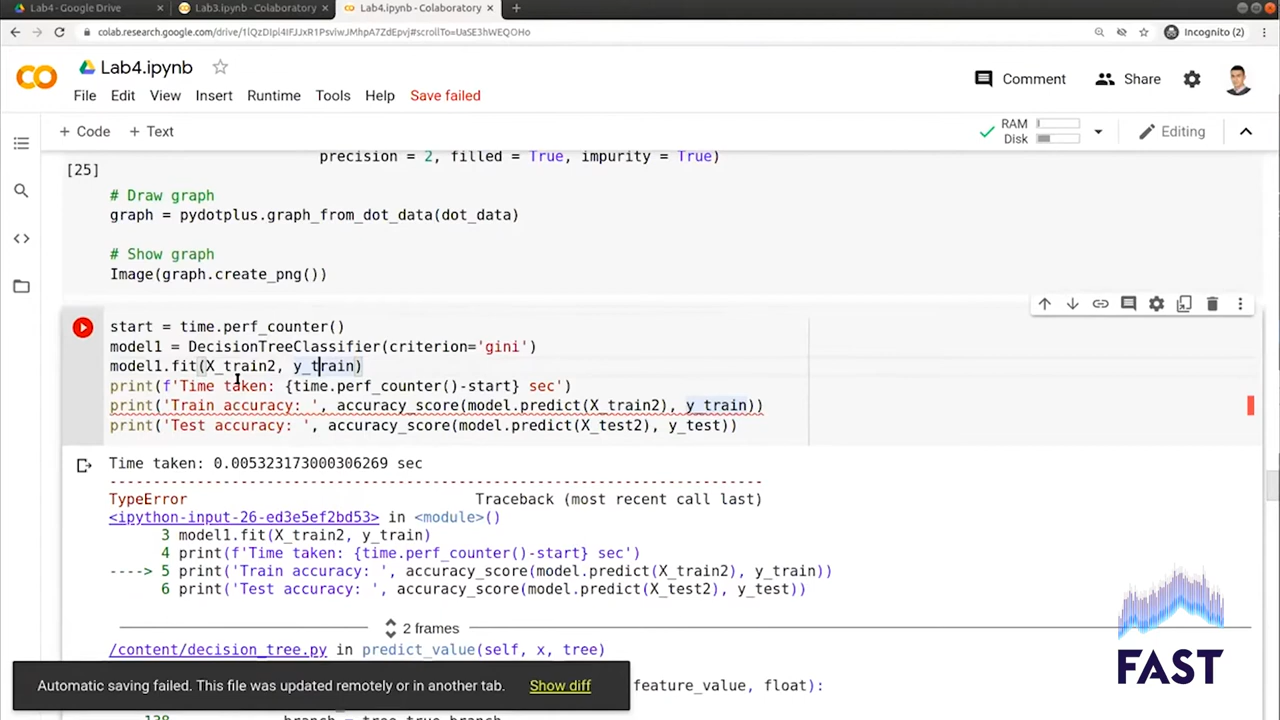 Lab4 - Google Drive
Lab3.ipynb - Colaboratory
Lab4.ipynb - Colaboratory
colab.research.google.com/drive/1lQzDIpl4IFJJxR1PsviwJMhpA7ZdEpvj#scrollTo=UaSE3hWEQOHo
Incognito (2)
CO
Lab4.ipynb
Comment
Share
File Edit View Insert Runtime Tools Help Save failed
+ Code + Text
RAM
Disk
Editing
precision = 2, filled = True, impurity = True)
[25]
# Draw graph
graph = pydotplus.graph_from_dot_data(dot_data)
# Show graph
Image(graph.create_png())
start = time.perf_counter()
model1 = DecisionTreeClassifier(criterion='gini')
model1.fit(X_train2, y_train)
print(f'Time taken: {time.perf_counter()-start} sec')
print('Train accuracy: ', accuracy_score(model.predict(X_train2), y_train))
print('Test accuracy: ', accuracy_score(model.predict(X_test2), y_test))
Time taken: 0.005323173000306269 sec
---------------------------------------------------------------------------
TypeError Traceback (most recent call last)
<ipython-input-26-ed3e5ef2bd53> in <module>()
3 model1.fit(X_train2, y_train)
4 print(f'Time taken: {time.perf_counter()-start} sec')
----> 5 print('Train accuracy: ', accuracy_score(model.predict(X_train2), y_train))
6 print('Test accuracy: ', accuracy_score(model.predict(X_test2), y_test))
2 frames
/content/decision_tree.py in predict_value(self, x, tree)
feature_value, float):
Automatic saving failed. This file was updated remotely or in another tab. Show diff
FAST